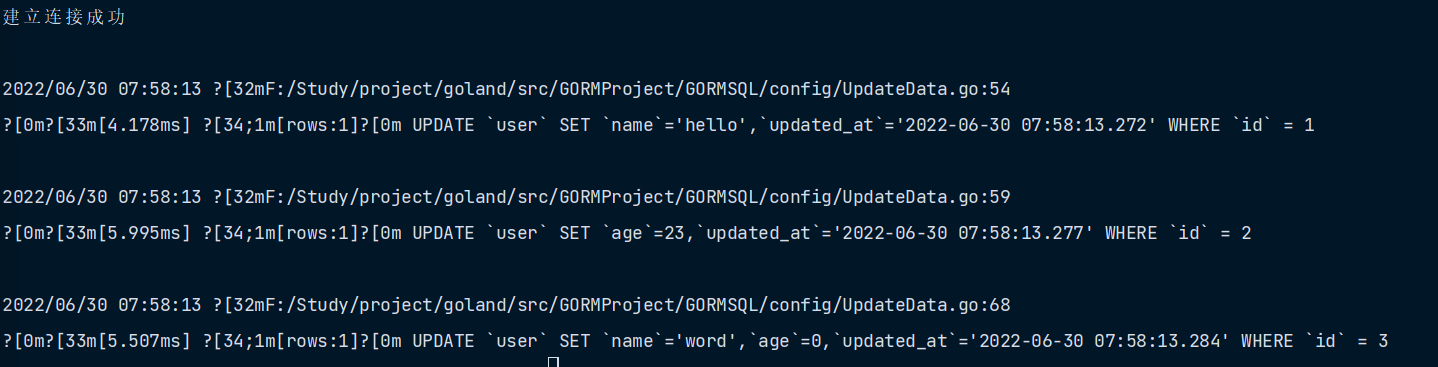 建立连接成功
2022/06/30 07:58:13 ?[32mF:/Study/project/goland/src/GORMProject/GORMSQL/config/UpdateData.go:54
?[0m?[33m[4.178ms] ?[34;1m[rows:1]?[0m UPDATE `user` SET `name`='hello',`updated_at`='2022-06-30 07:58:13.272' WHERE `id` = 1
2022/06/30 07:58:13 ?[32mF:/Study/project/goland/src/GORMProject/GORMSQL/config/UpdateData.go:59
?[0m?[33m[5.995ms] ?[34;1m[rows:1]?[0m UPDATE `user` SET `age`=23,`updated_at`='2022-06-30 07:58:13.277' WHERE `id` = 2
2022/06/30 07:58:13 ?[32mF:/Study/project/goland/src/GORMProject/GORMSQL/config/UpdateData.go:68
?[0m?[33m[5.507ms] ?[34;1m[rows:1]?[0m UPDATE `user` SET `name`='word',`age`=0,`updated_at`='2022-06-30 07:58:13.284' WHERE `id` = 3